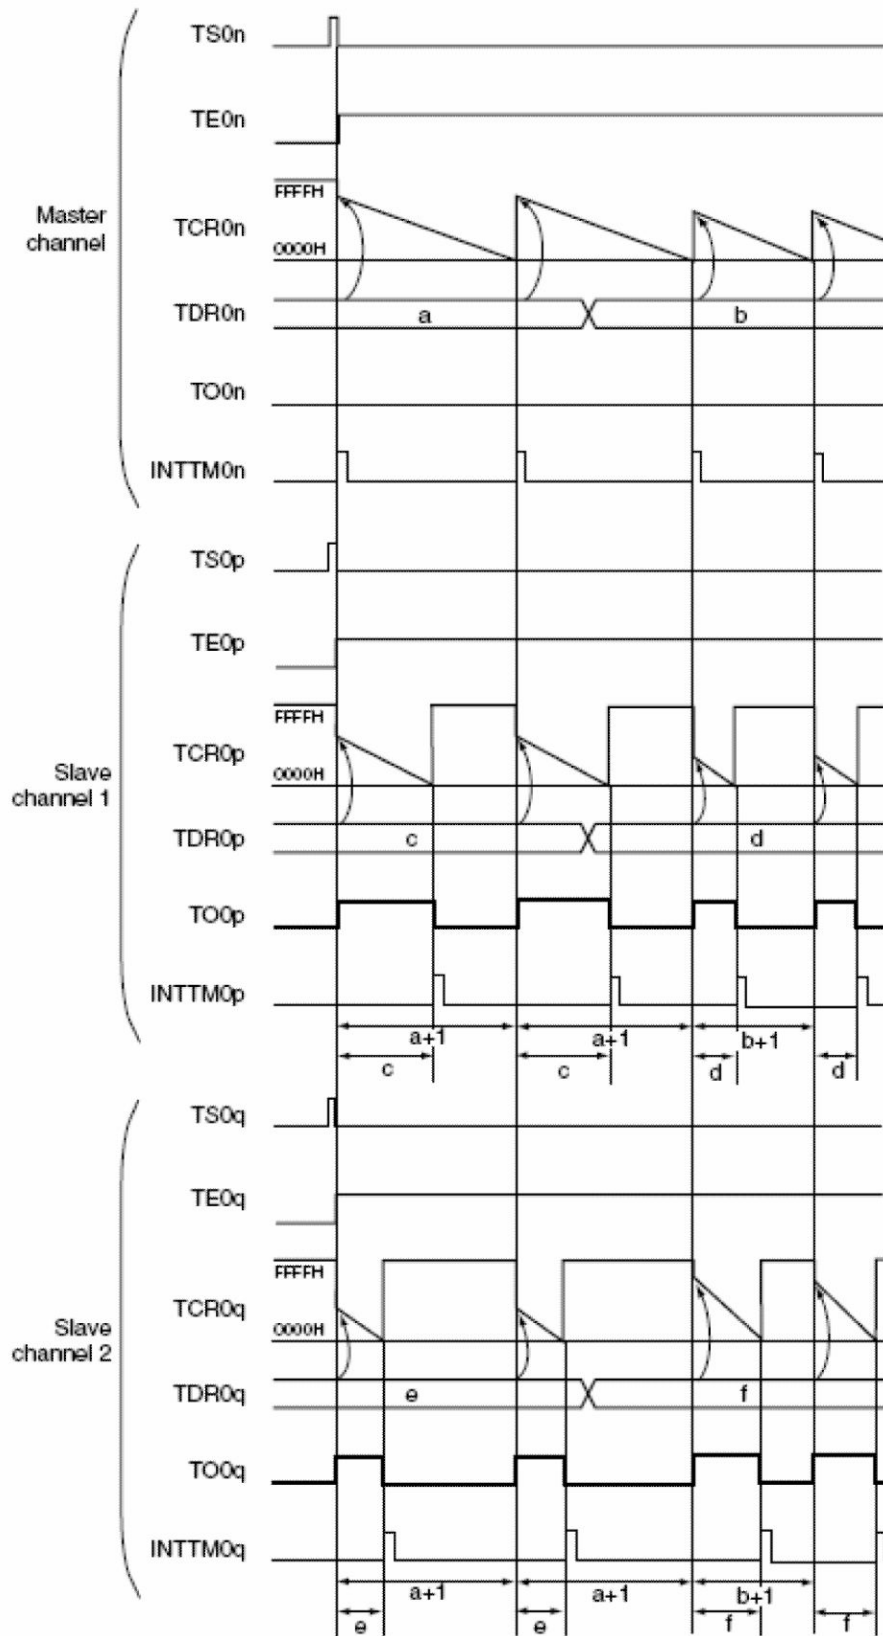 TS0n
TE0n
FFFFH
Master
channel
TCR0n
0000H
TDR0n
a
b
TO0n
INTTM0n
TS0p
TE0p
FFFFH
TCR0p
Slave
channel 1
0000H
TDR0p
c
d
TO0p
INTTM0p
a+1
a+1
b+1
c
c
d
d
TS0q
TE0q
FFFFH
TCR0q
Slave
channel 2
0000H
TDR0q
e
f
TO0q
INTTM0q
a+1
a+1
b+1
e
e
f
f